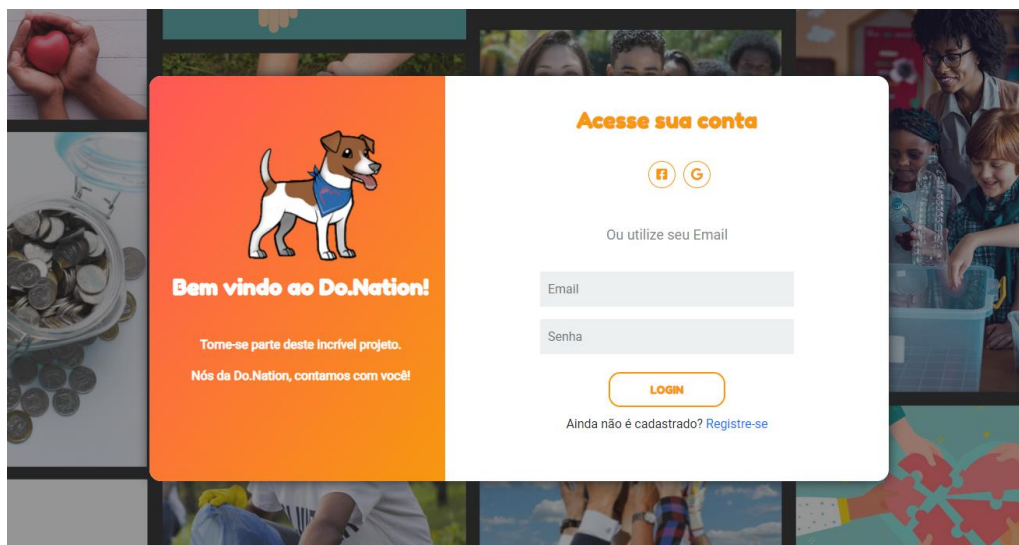 Bem vindo ao Do.Nation!
Torne-se parte deste incrível projeto.
Nós da Do.Nation, contamos com você!
Acesse sua conta
G
Ou utilize seu Email
Email
Senha
LOGIN
Ainda não é cadastrado? Registre-se